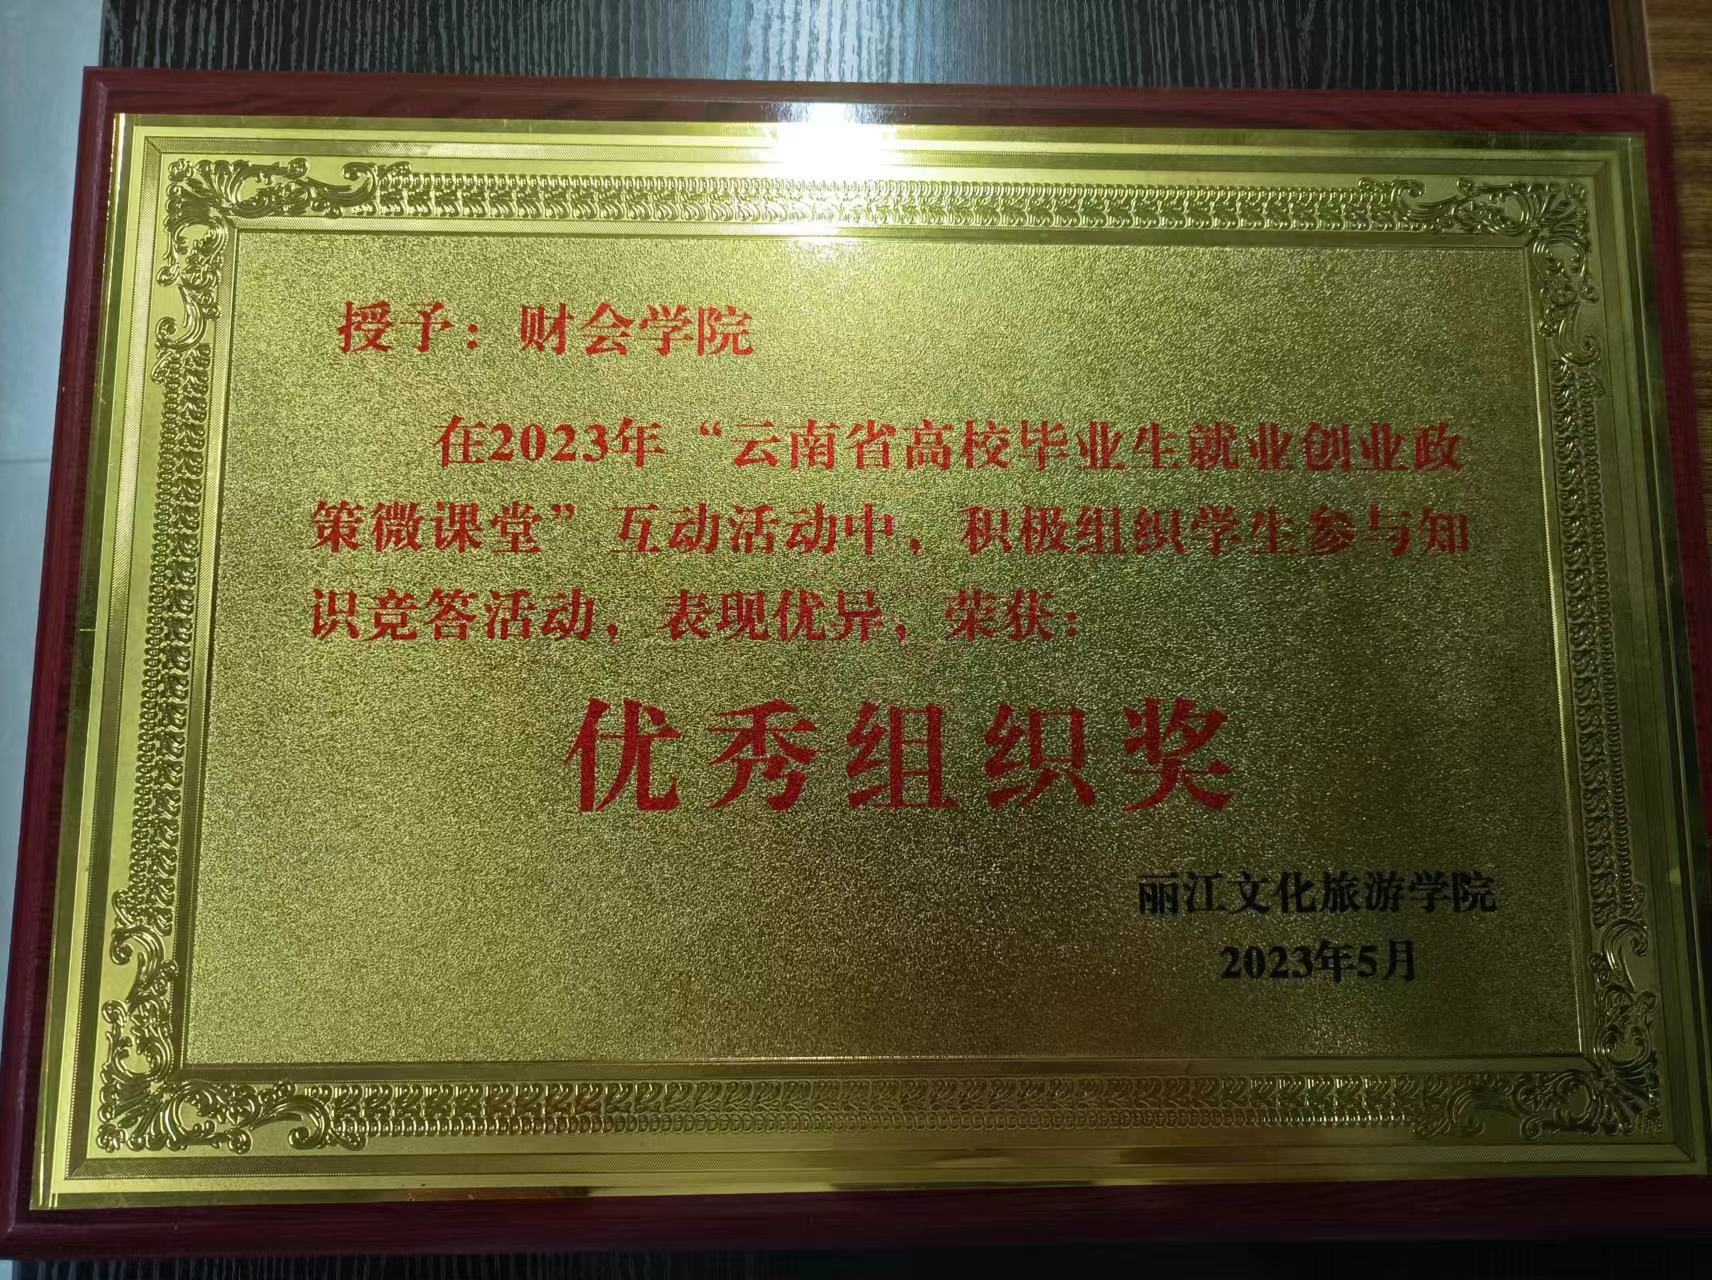 授予：财会学院
在2023年“云南省高校毕业生就业创业政
策微课堂”互动活动中，积极组织学生参与知
识竞答活动，表现优异，荣获：
优秀组织奖
丽江文化旅游学院
2023年5月